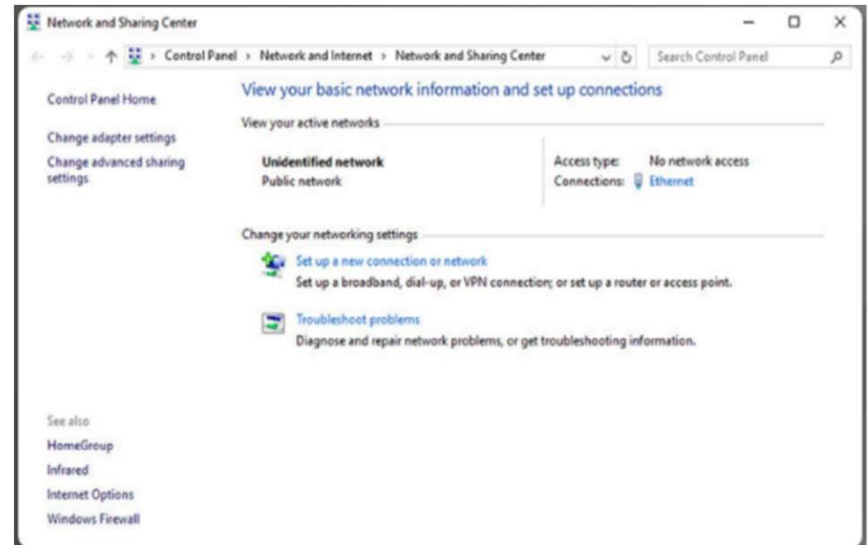 Network and Sharing Center
Control Panel > Network and Internet > Network and Sharing Center
Search Control Panel
Control Panel Home
Change adapter settings
Change advanced sharing
settings
View your basic network information and set up connections
View your active networks
Unidentified network
Public network
Access type: No network access
Connections: Ethernet
Change your networking settings
Set up a new connection or network
Set up a broadband, dial-up, or VPN connection; or set up a router or access point.
Troubleshoot problems
Diagnose and repair network problems, or get troubleshooting information.
See also
HomeGroup
Infrared
Internet Options
Windows Firewall